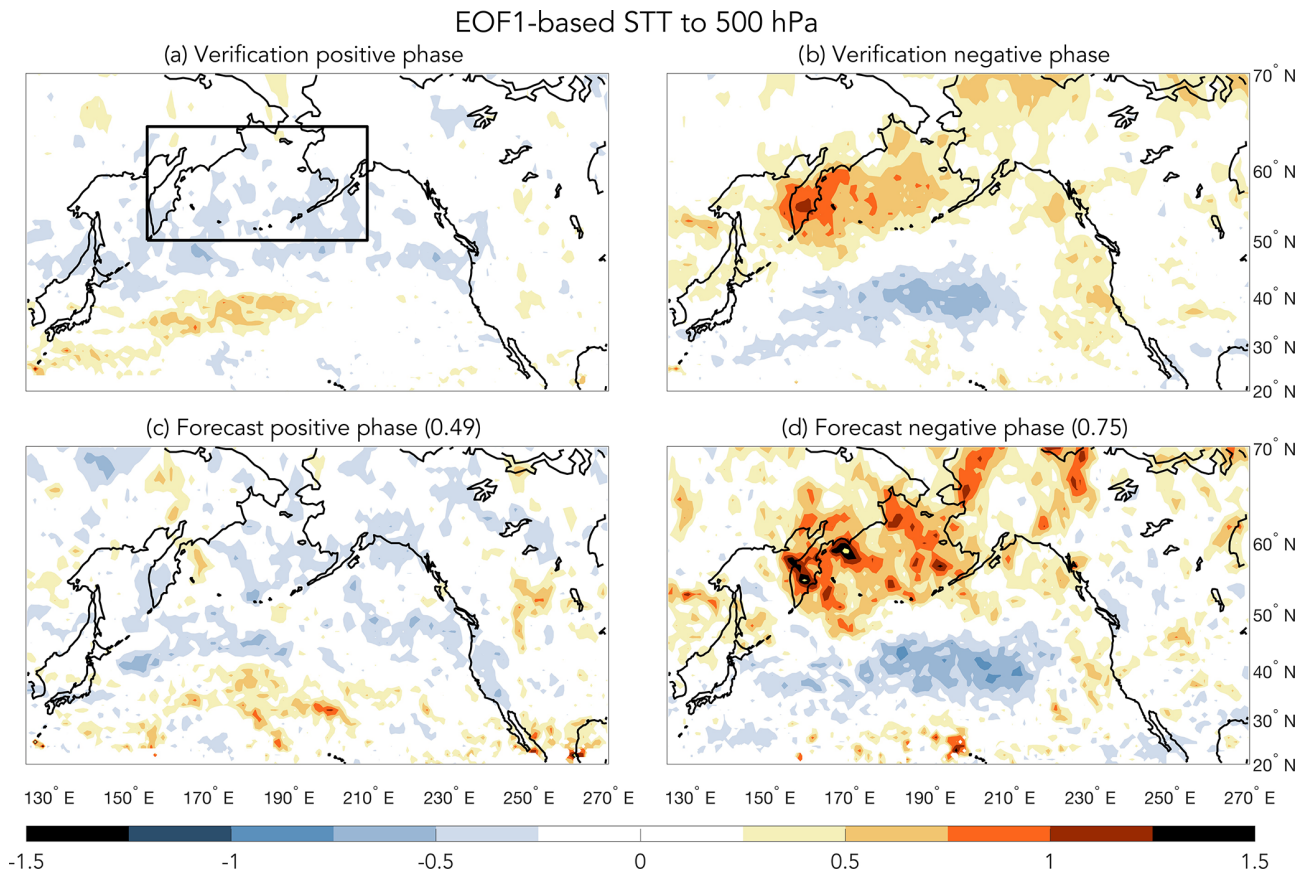 EOF1-based STT to 500 hPa
(a) Verification positive phase
(b) Verification negative phase
70° N
60° N
50° N
40° N
30° N
20° N
(c) Forecast positive phase (0.49)
(d) Forecast negative phase (0.75)
70° N
60° N
50° N
40° N
30° N
20° N
130° E 150° E 170° E 190° E 210° E 230° E 250° E 270° E 130° E 150° E 170° E 190° E 210° E 230° E 250° E 270° E
-1.5 -1 -0.5 0 0.5 1 1.5